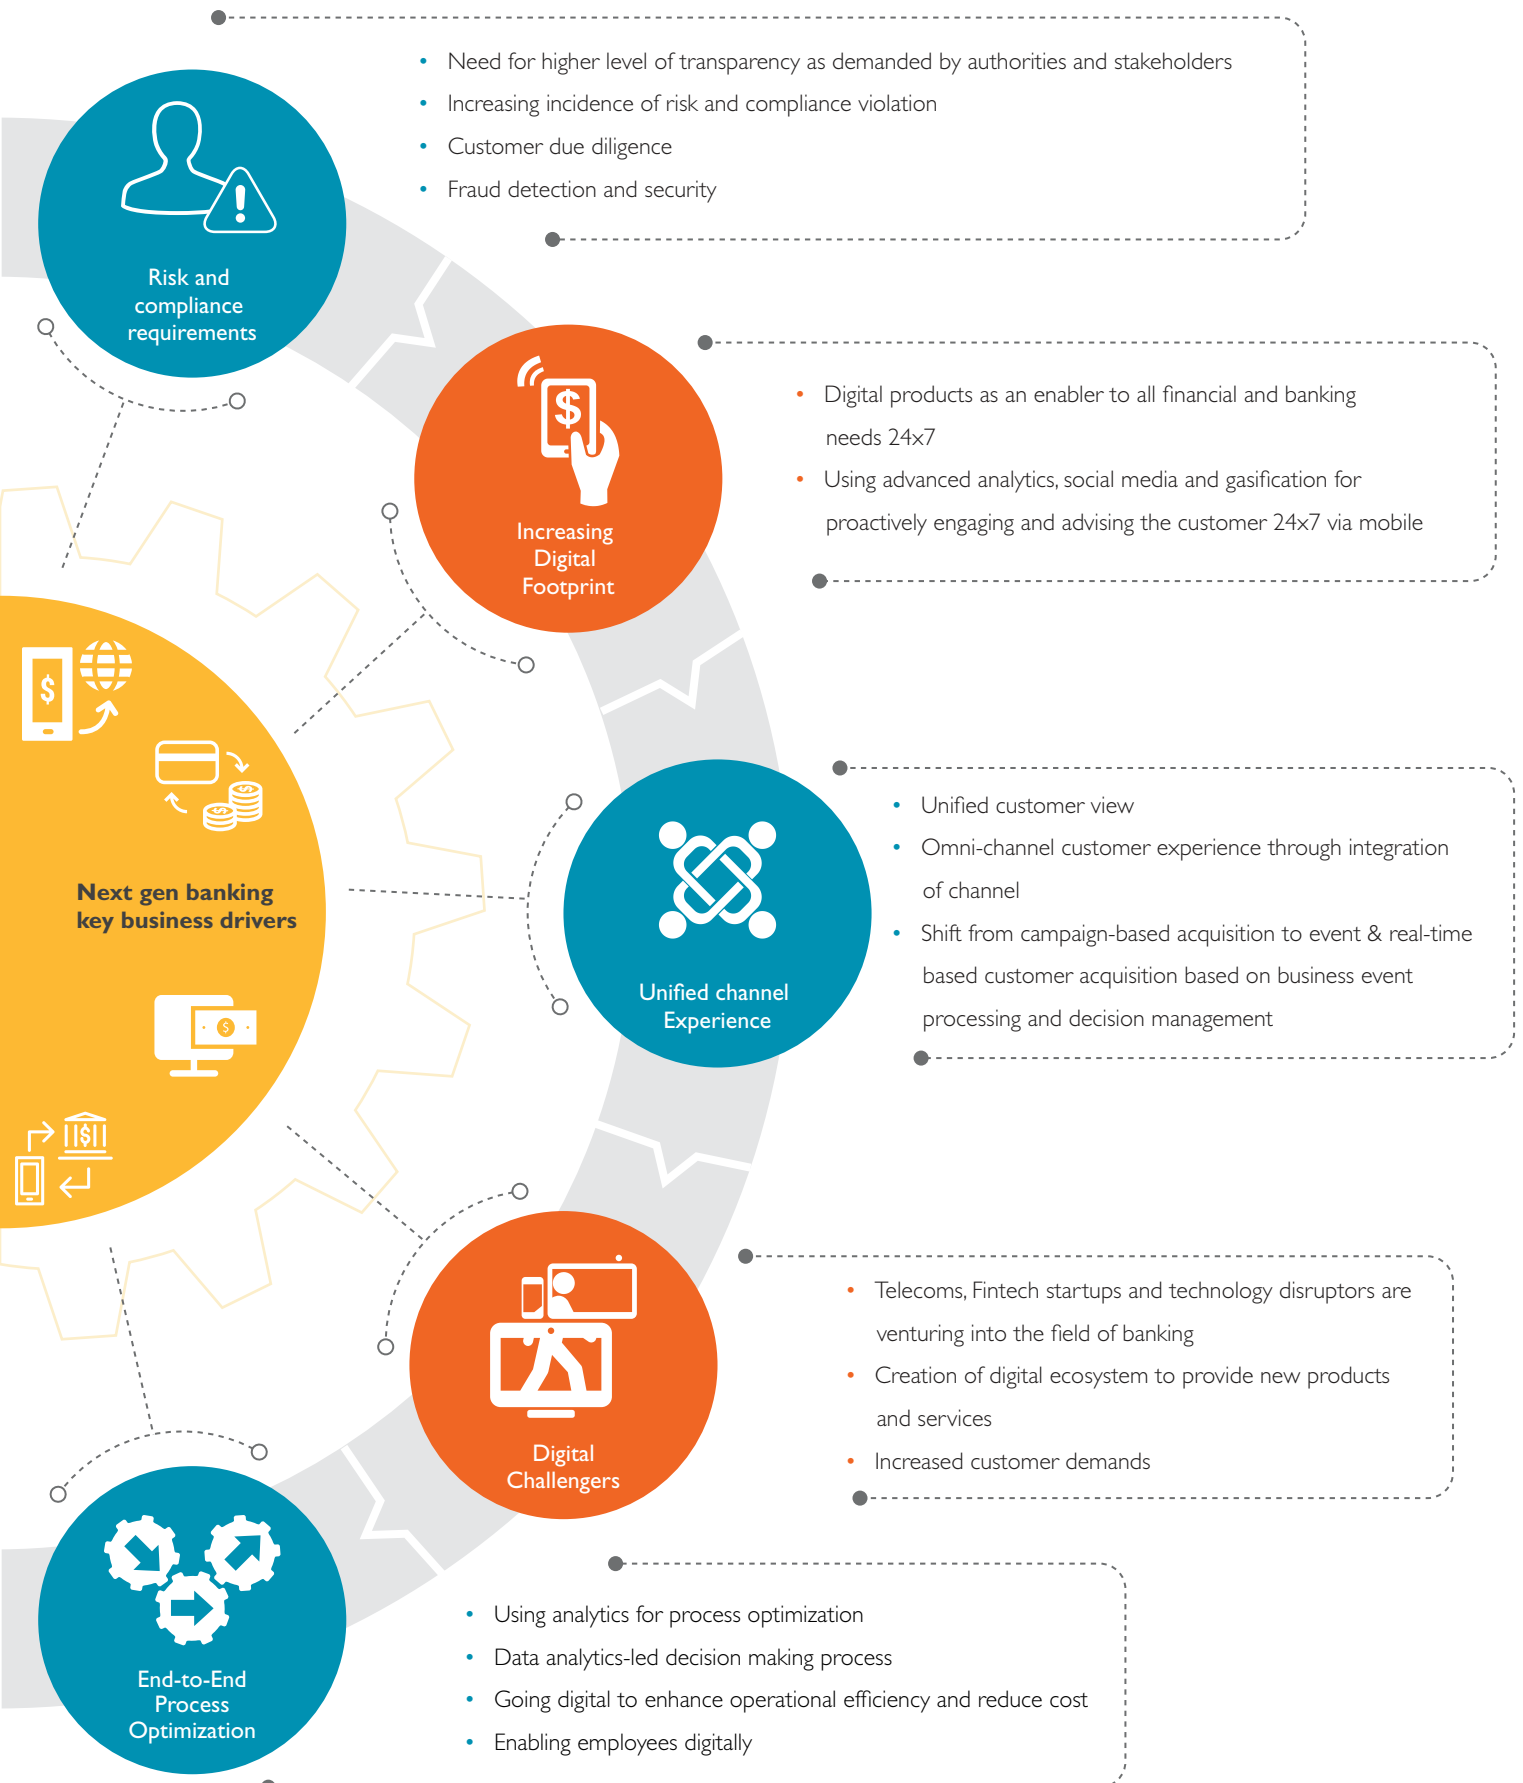 • Need for higher level of transparency as demanded by authorities and stakeholders
• Increasing incidence of risk and compliance violation
• Customer due diligence
• Fraud detection and security
Risk and
compliance
requirements
$
Increasing
Digital
Footprint
• Digital products as an enabler to all financial and banking
needs 24x7
• Using advanced analytics, social media and gasification for
proactively engaging and advising the customer 24x7 via mobile
$
$
$
Next gen banking
key business drivers
$
$
Unified channel
Experience
• Unified customer view
• Omni-channel customer experience through integration
of channel
• Shift from campaign-based acquisition to event & real-time
based customer acquisition based on business event
processing and decision management
Digital
Challengers
• Telecoms, Fintech startups and technology disruptors are
venturing into the field of banking
• Creation of digital ecosystem to provide new products
and services
• Increased customer demands
End-to-End
Process
Optimization
• Using analytics for process optimization
• Data analytics-led decision making process
• Going digital to enhance operational efficiency and reduce cost
• Enabling employees digitally